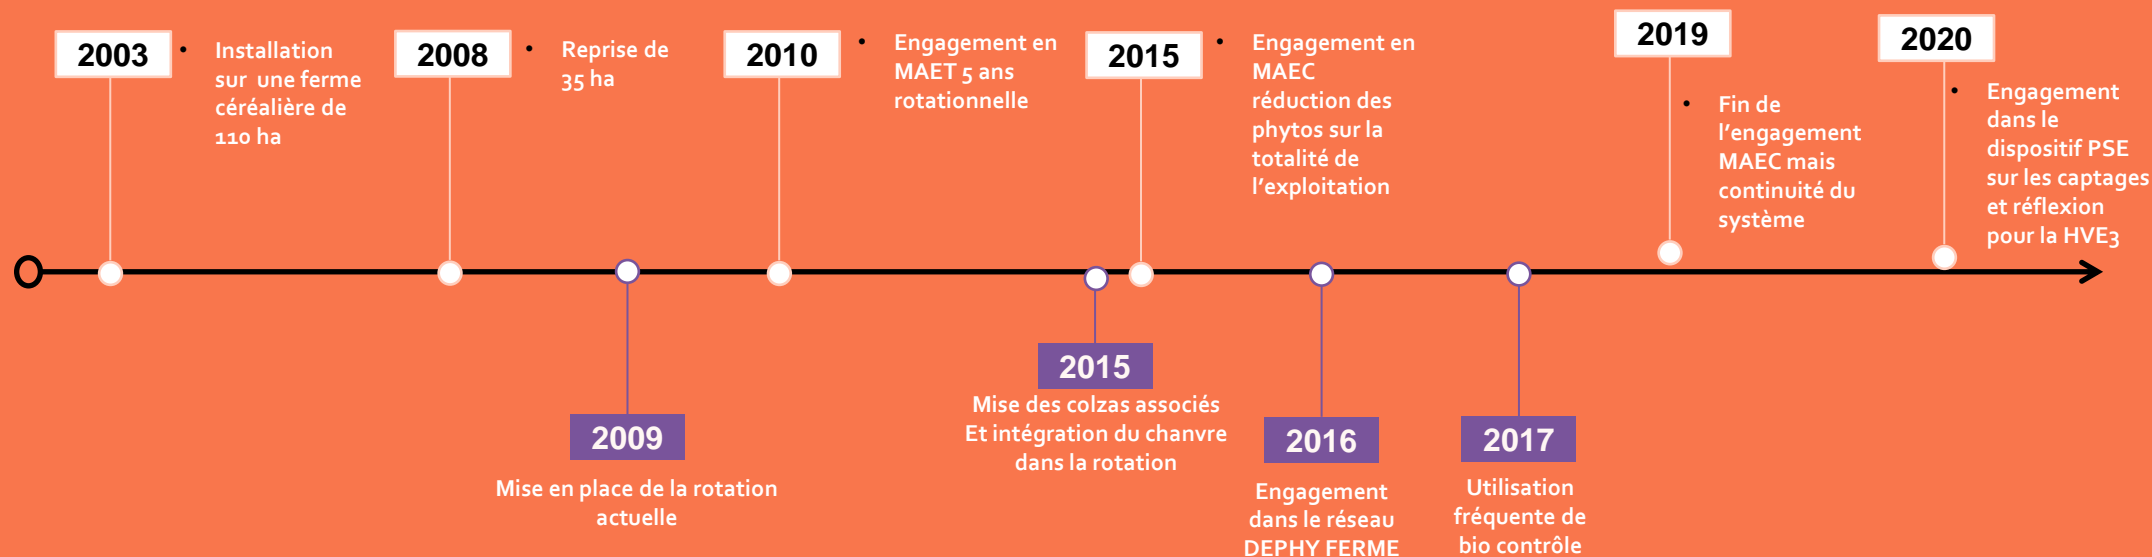 2003
Installation
sur une ferme
céréalière de
110 ha
2008
Reprise de
35 ha
2010
Engagement en
MAET 5 ans
rotationnelle
2015
Engagement en
MAEC
réduction des
phytos sur la
totalité de
l'exploitation
2019
Fin de
l'engagement
MAEC mais
continuité du
système
2020
Engagement
dans le
dispositif PSE
sur les captages
et réflexion
pour la HVE3
2009
Mise en place de la rotation
actuelle
2015
Mise des colzas associés
Et intégration du chanvre
dans la rotation
2016
Engagement
dans le réseau
DEPHY FERME
2017
Utilisation
fréquente de
bio contrôle